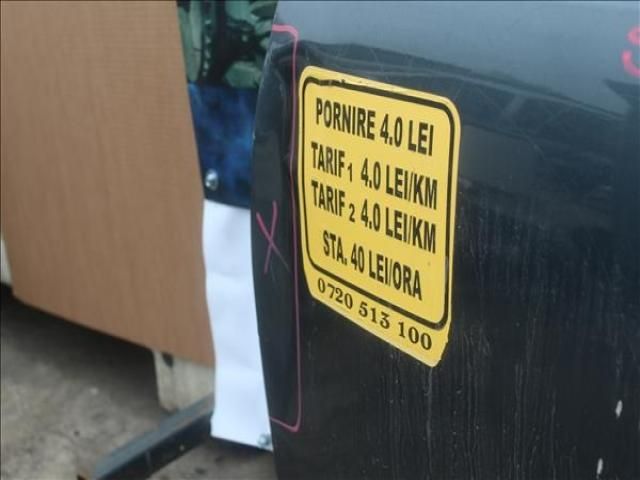 PORNIRE 4.0 LEI
TARIF 1 4.0 LEI/KM
TARIF 2 4.0 LEI/KM
STA. 40 LEI/ORA
0720 513 100
X